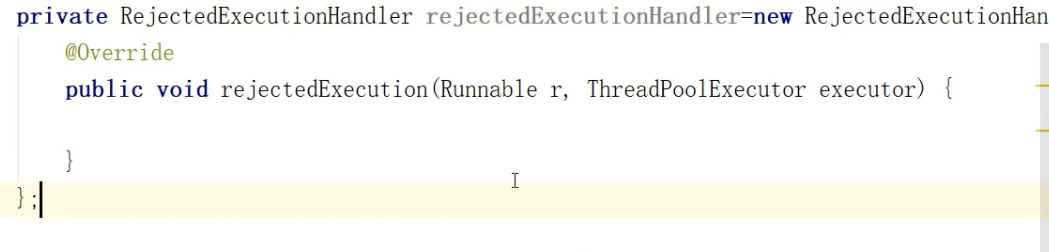 private RejectedExecutionHandler rejectedExecutionHandler=new RejectedExecutionHan
@Override
public void rejectedExecution(Runnable r, ThreadPoolExecutor executor) {
}
};